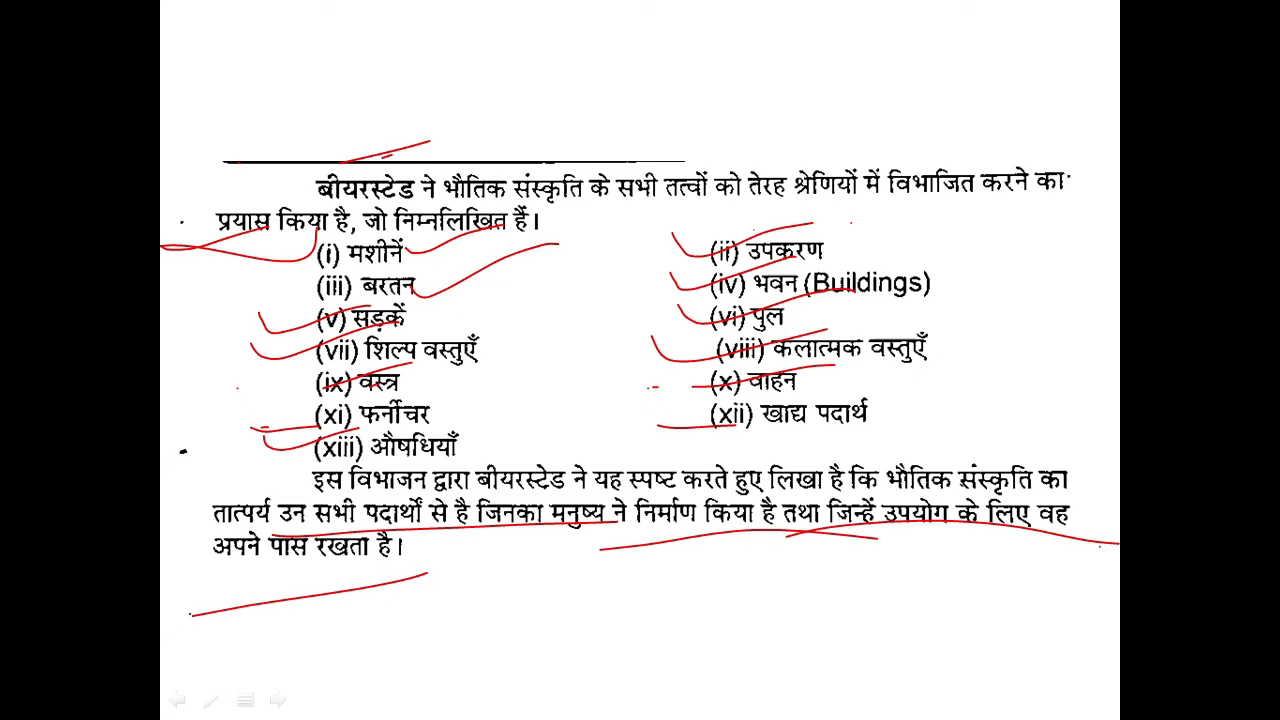 बीयरस्टेड ने भौतिक संस्कृति के सभी तत्वों को तेरह श्रेणियों में विभाजित करने का
प्रयास किया है, जो निम्नलिखित हैं।
(i) मशीनें (ii) उपकरण
(iii) बरतन (iv) भवन (Buildings)
(v) सड़कें (vi) पुल
(vii) शिल्प वस्तुएँ (viii) कलात्मक वस्तुएँ
(ix) वस्त्र (x) वाहन
(xi) फर्नीचर (xii) खाद्य पदार्थ
(xiii) औषधियाँ
इस विभाजन द्वारा बीयरस्टेड ने यह स्पष्ट करते हुए लिखा है कि भौतिक संस्कृति का
तात्पर्य उन सभी पदार्थों से है जिनका मनुष्य ने निर्माण किया है तथा जिन्हें उपयोग के लिए वह
अपने पास रखता है।